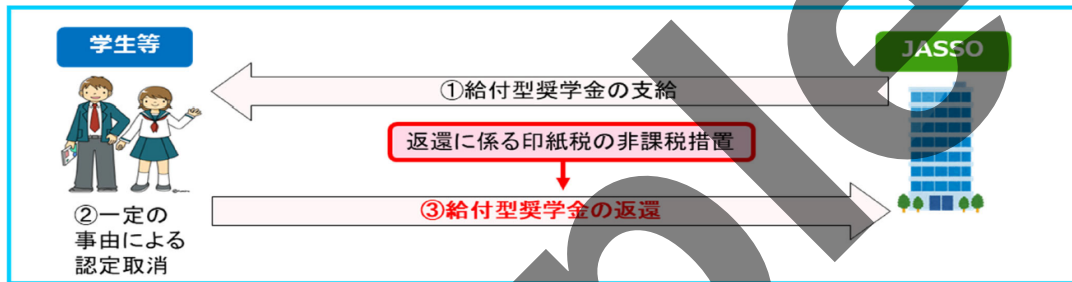 学生等
JASSO
①給付型奨学金の支給
返還に係る印紙税の非課税措置
③給付型奨学金の返還
②一定の
事由による
認定取消